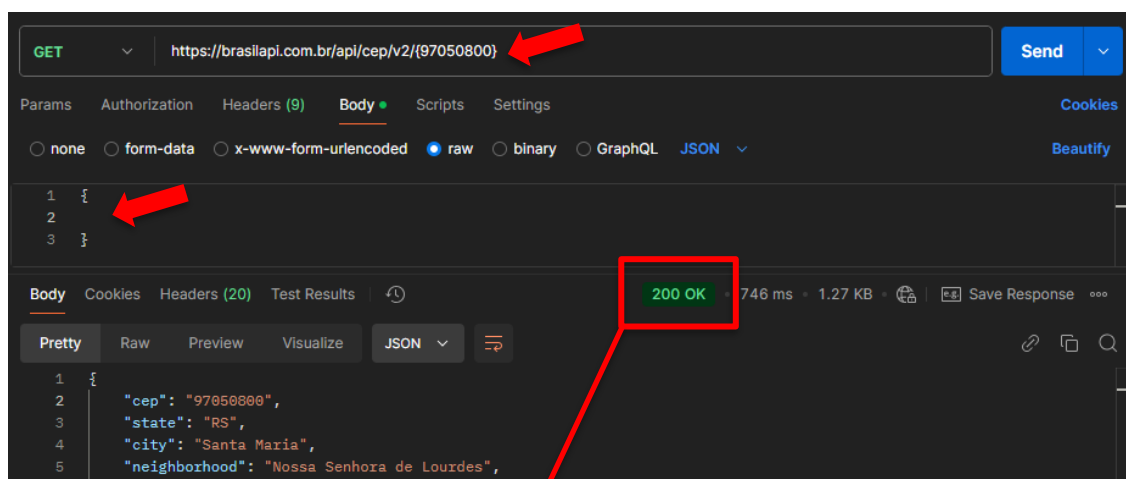 GET https://brasilapi.com.br/api/cep/v2/{97050800} Send
Params Authorization Headers (9) Body Scripts Settings Cookies
none form-data x-www-form-urlencoded raw binary GraphQL JSON Beautify
1 {
2
3 }
Body Cookies Headers (20) Test Results 200 OK 746 ms 1.27 KB e.g. Save Response
Pretty Raw Preview Visualize JSON
1 {
2 "cep": "97050800",
3 "state": "RS",
4 "city": "Santa Maria",
5 "neighborhood": "Nossa Senhora de Lourdes",